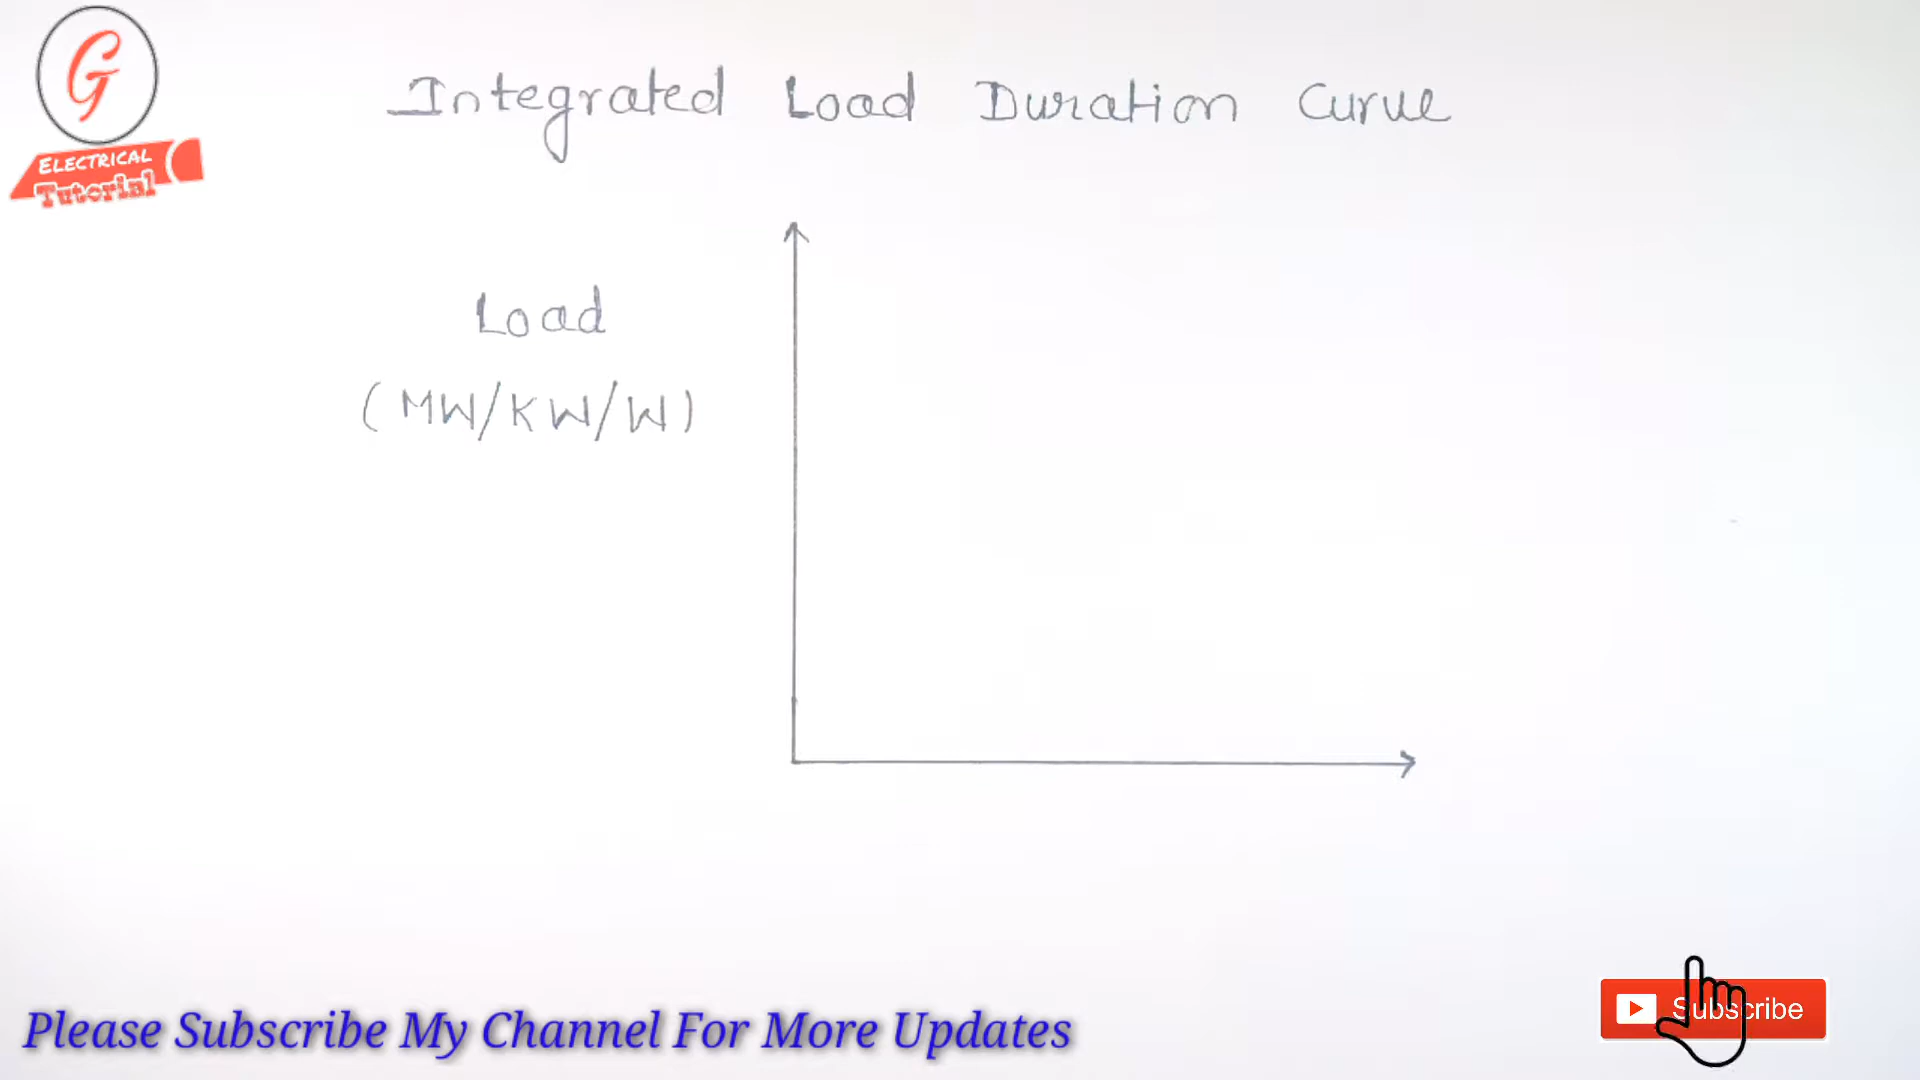 G
ELECTRICAL
Tutorial
Integrated Load Duration Curve
Load
(MW/KW/W)
Please Subscribe My Channel For More Updates
Subscribe